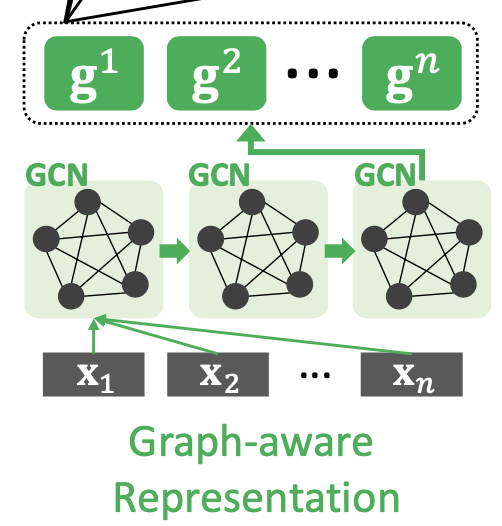 g¹ g² ··· gⁿ
GCN GCN GCN
x₁ x₂ ··· xₙ
Graph-aware
Representation